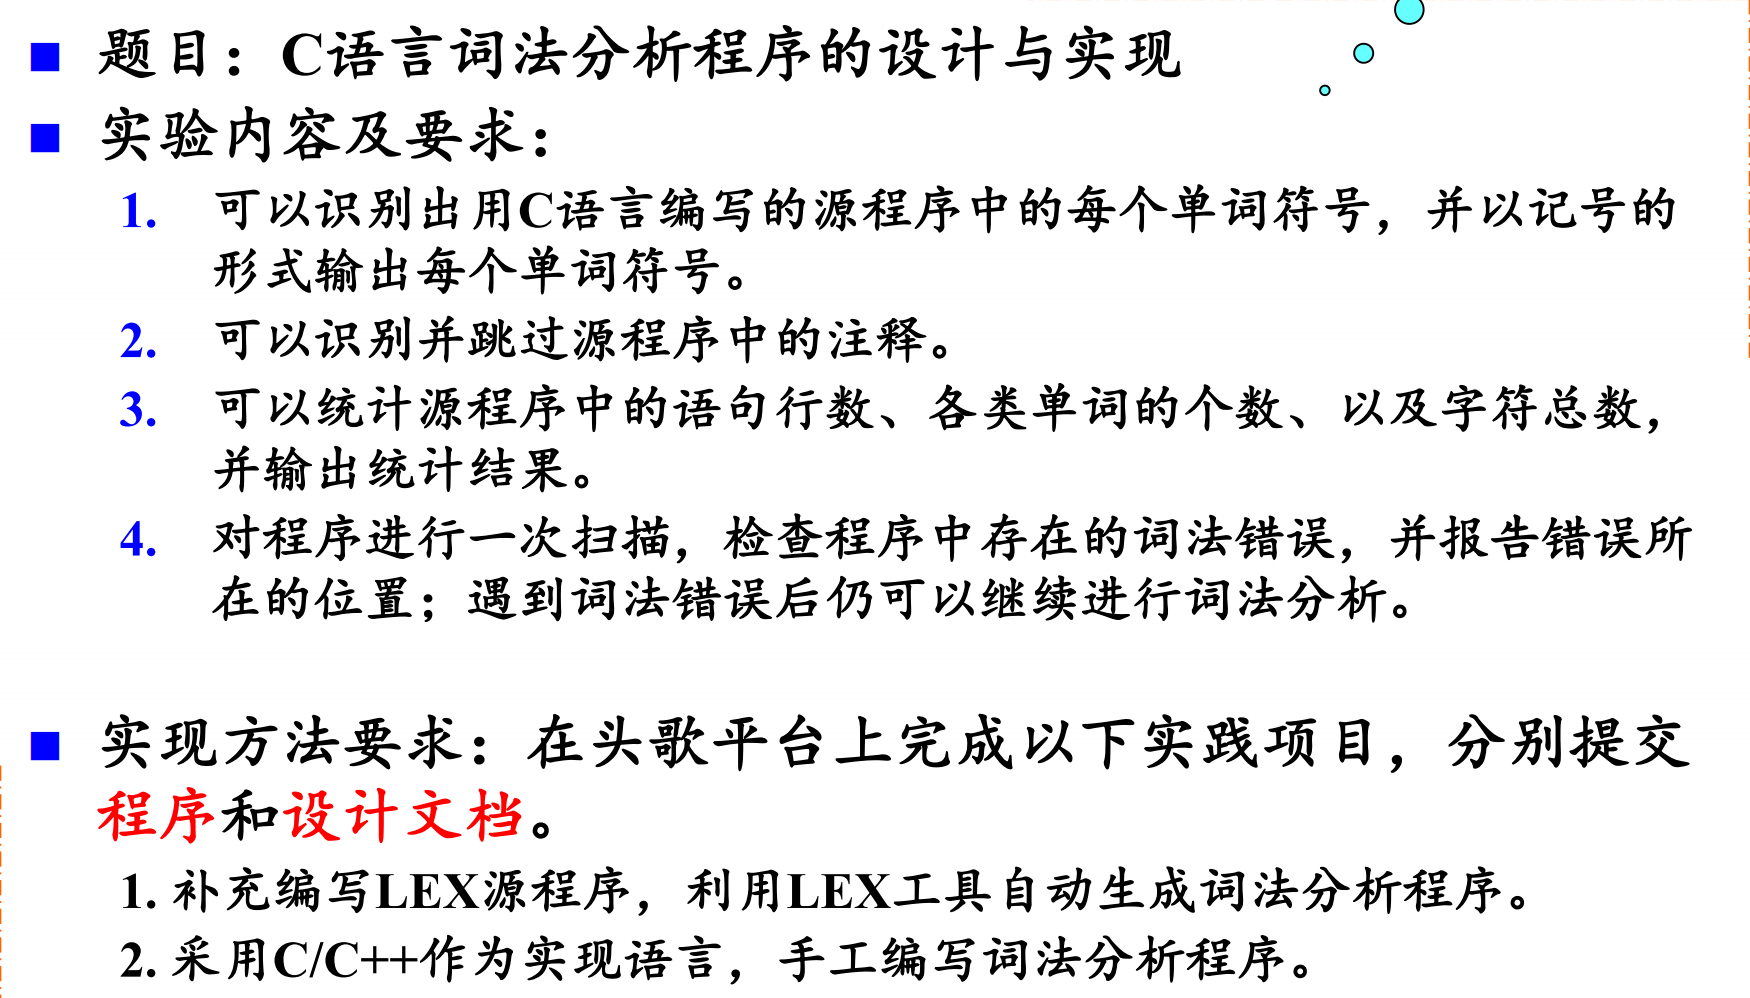 ■ 题目：C语言词法分析程序的设计与实现
■ 实验内容及要求：
1. 可以识别出用C语言编写的源程序中的每个单词符号，并以记号的
形式输出每个单词符号。
2. 可以识别并跳过源程序中的注释。
3. 可以统计源程序中的语句行数、各类单词的个数、以及字符总数，
并输出统计结果。
4. 对程序进行一次扫描，检查程序中存在的词法错误，并报告错误所
在的位置；遇到词法错误后仍可以继续进行词法分析。
■ 实现方法要求：在头歌平台上完成以下实践项目，分别提交
程序和设计文档。
1. 补充编写LEX源程序，利用LEX工具自动生成词法分析程序。
2. 采用C/C++作为实现语言，手工编写词法分析程序。